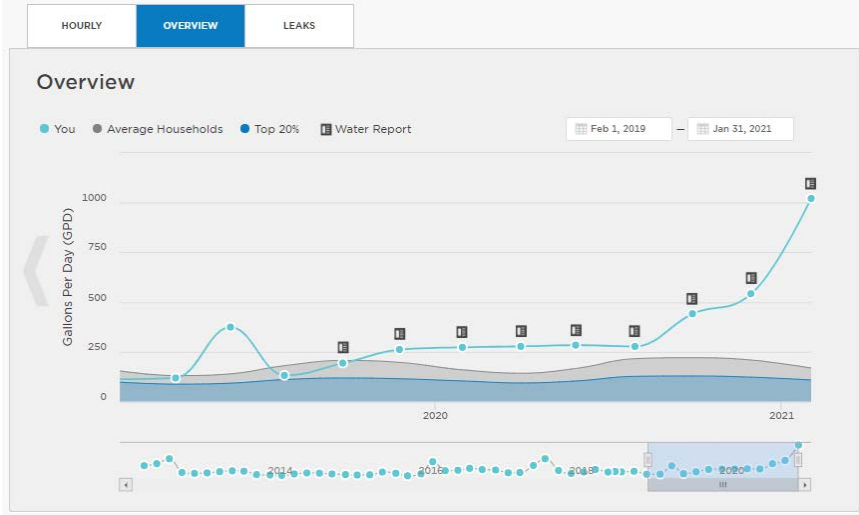 HOURLY OVERVIEW LEAKS
Overview
You Average Households Top 20% Water Report Feb 1, 2019 – Jan 31, 2021
Gallons Per Day (GPD)
1000
750
500
250
0
2020 2021
2014 2016 2018 2020